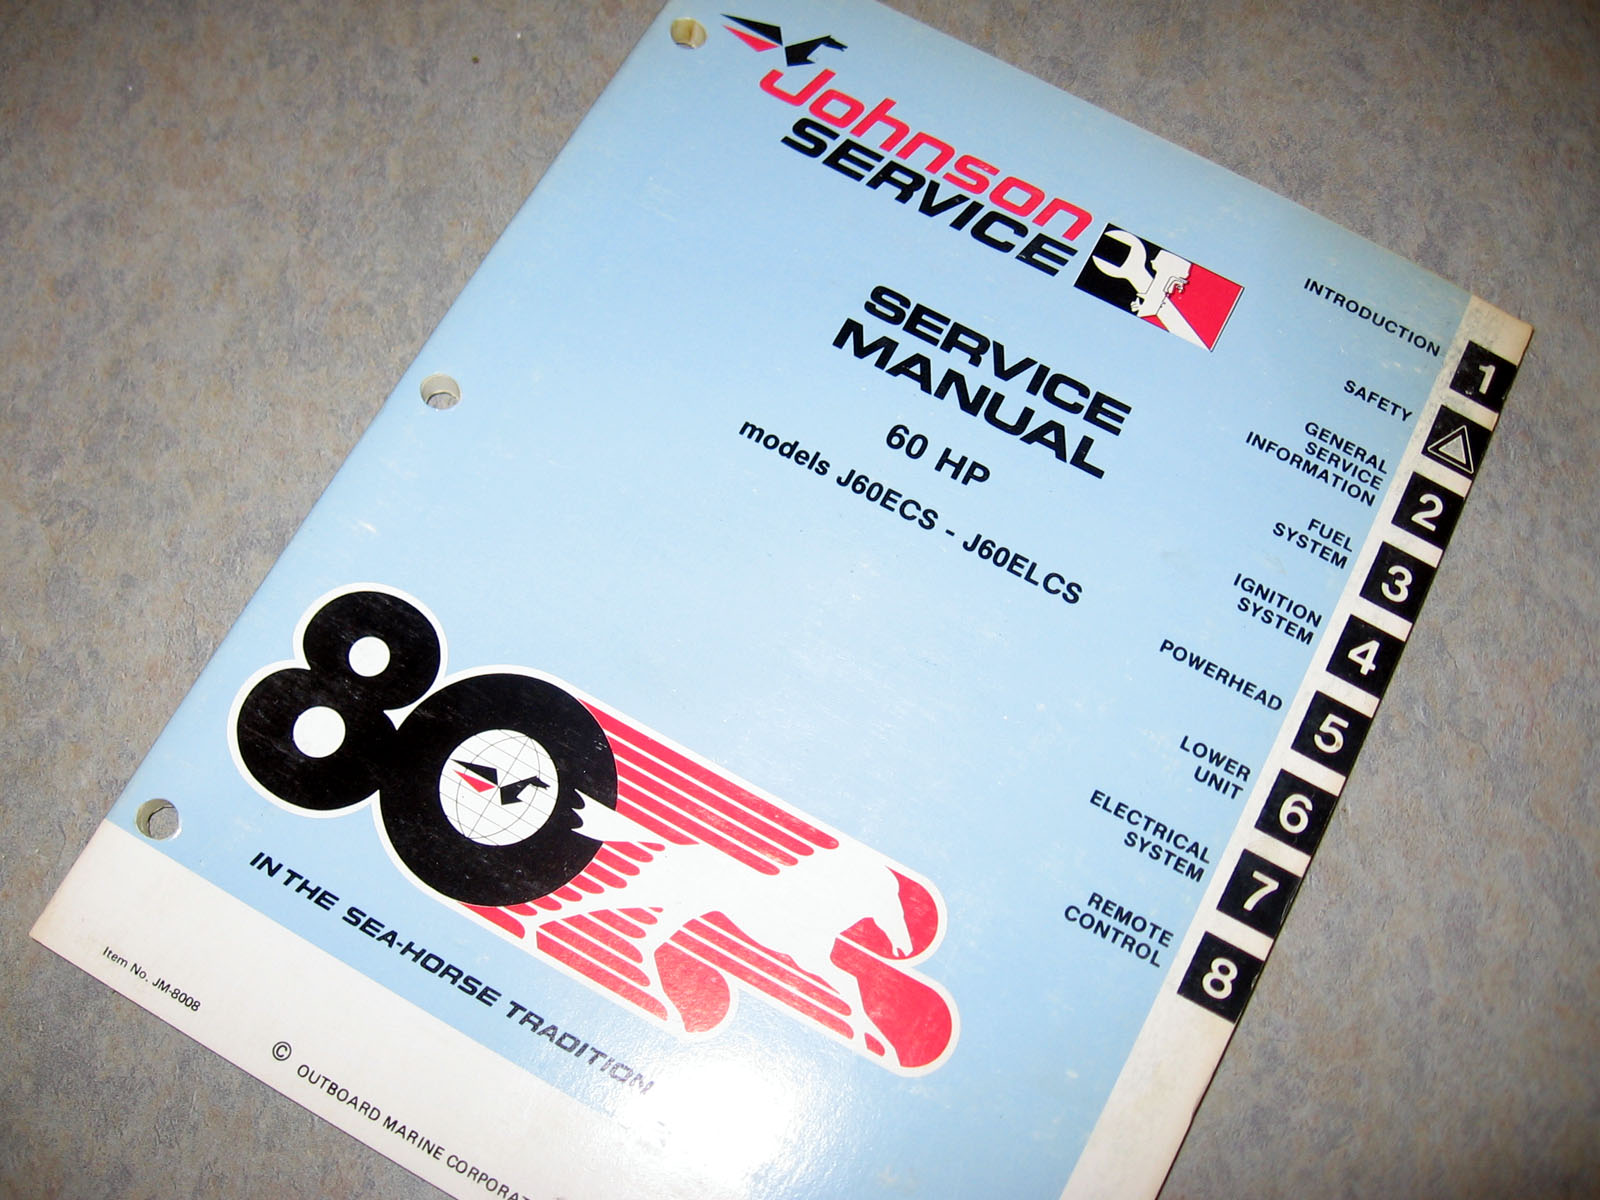 Johnson
SERVICE
SERVICE
MANUAL
60 HP
models J60ECS - J60ELCS
INTRODUCTION
1
SAFETY
GENERAL
SERVICE
INFORMATION
2
FUEL
SYSTEM
3
IGNITION
SYSTEM
4
POWERHEAD
5
LOWER
UNIT
6
ELECTRICAL
SYSTEM
7
REMOTE
CONTROL
8
80
IN THE SEA-HORSE TRADITION
Item No. JM-8008
© OUTBOARD MARINE